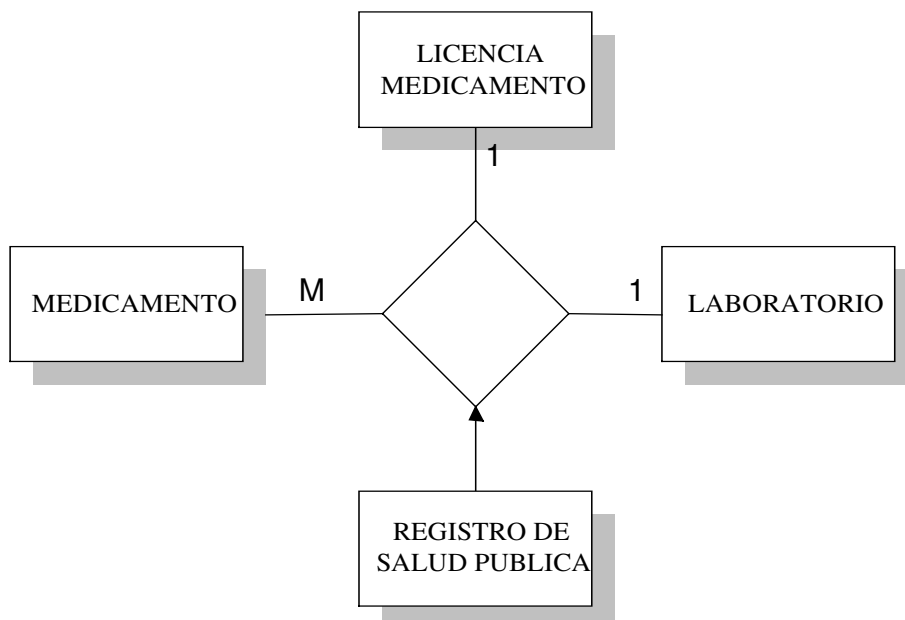 LICENCIA
MEDICAMENTO
1
MEDICAMENTO
M
1
LABORATORIO
REGISTRO DE
SALUD PUBLICA